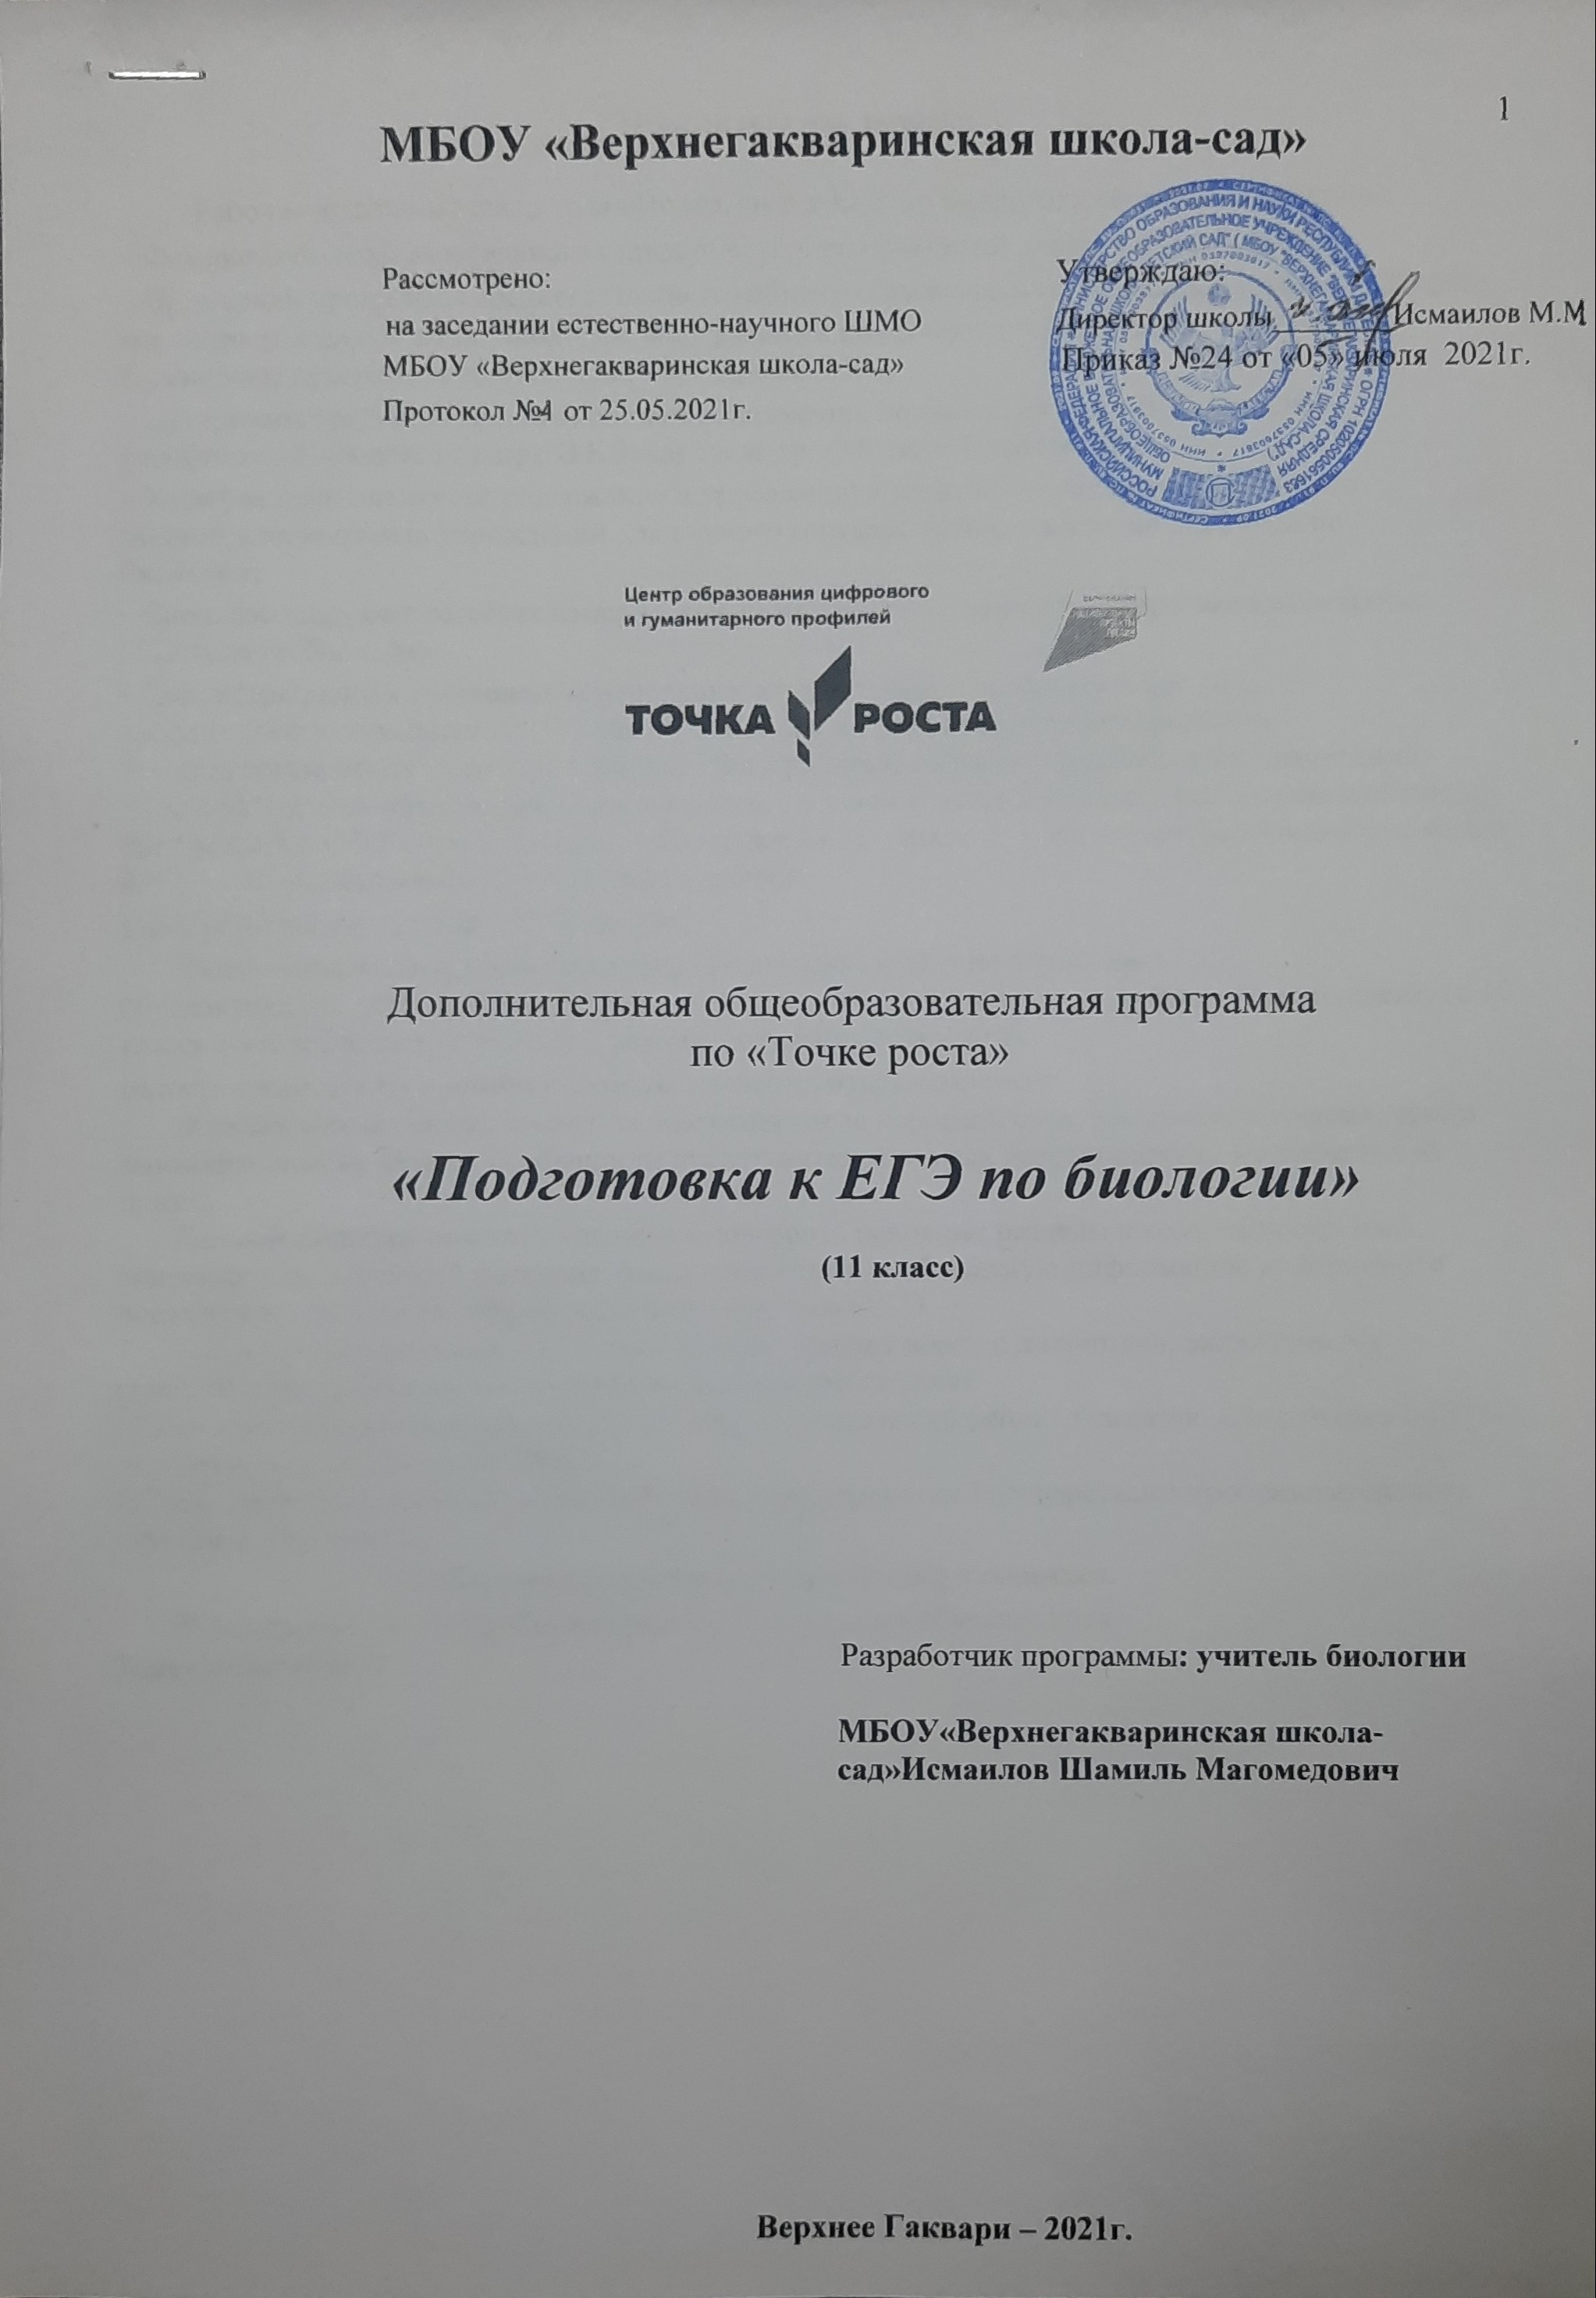 1
МБОУ «Верхнегакваринская школа-сад»
Рассмотрено:
на заседании естественно-научного ШМО
МБОУ «Верхнегакваринская школа-сад»
Протокол №4 от 25.05.2021г.
Утверждаю:
Директор школы Исмаилов М.М
Приказ №24 от «05» июля 2021г.
Центр образования цифрового
и гуманитарного профилей
ТОЧКА РОСТА
Дополнительная общеобразовательная программа
по «Точке роста»
«Подготовка к ЕГЭ по биологии»
(11 класс)
Разработчик программы: учитель биологии
МБОУ«Верхнегакваринская школа-
сад»Исмаилов Шамиль Магомедович
Верхнее Гаквари – 2021г.